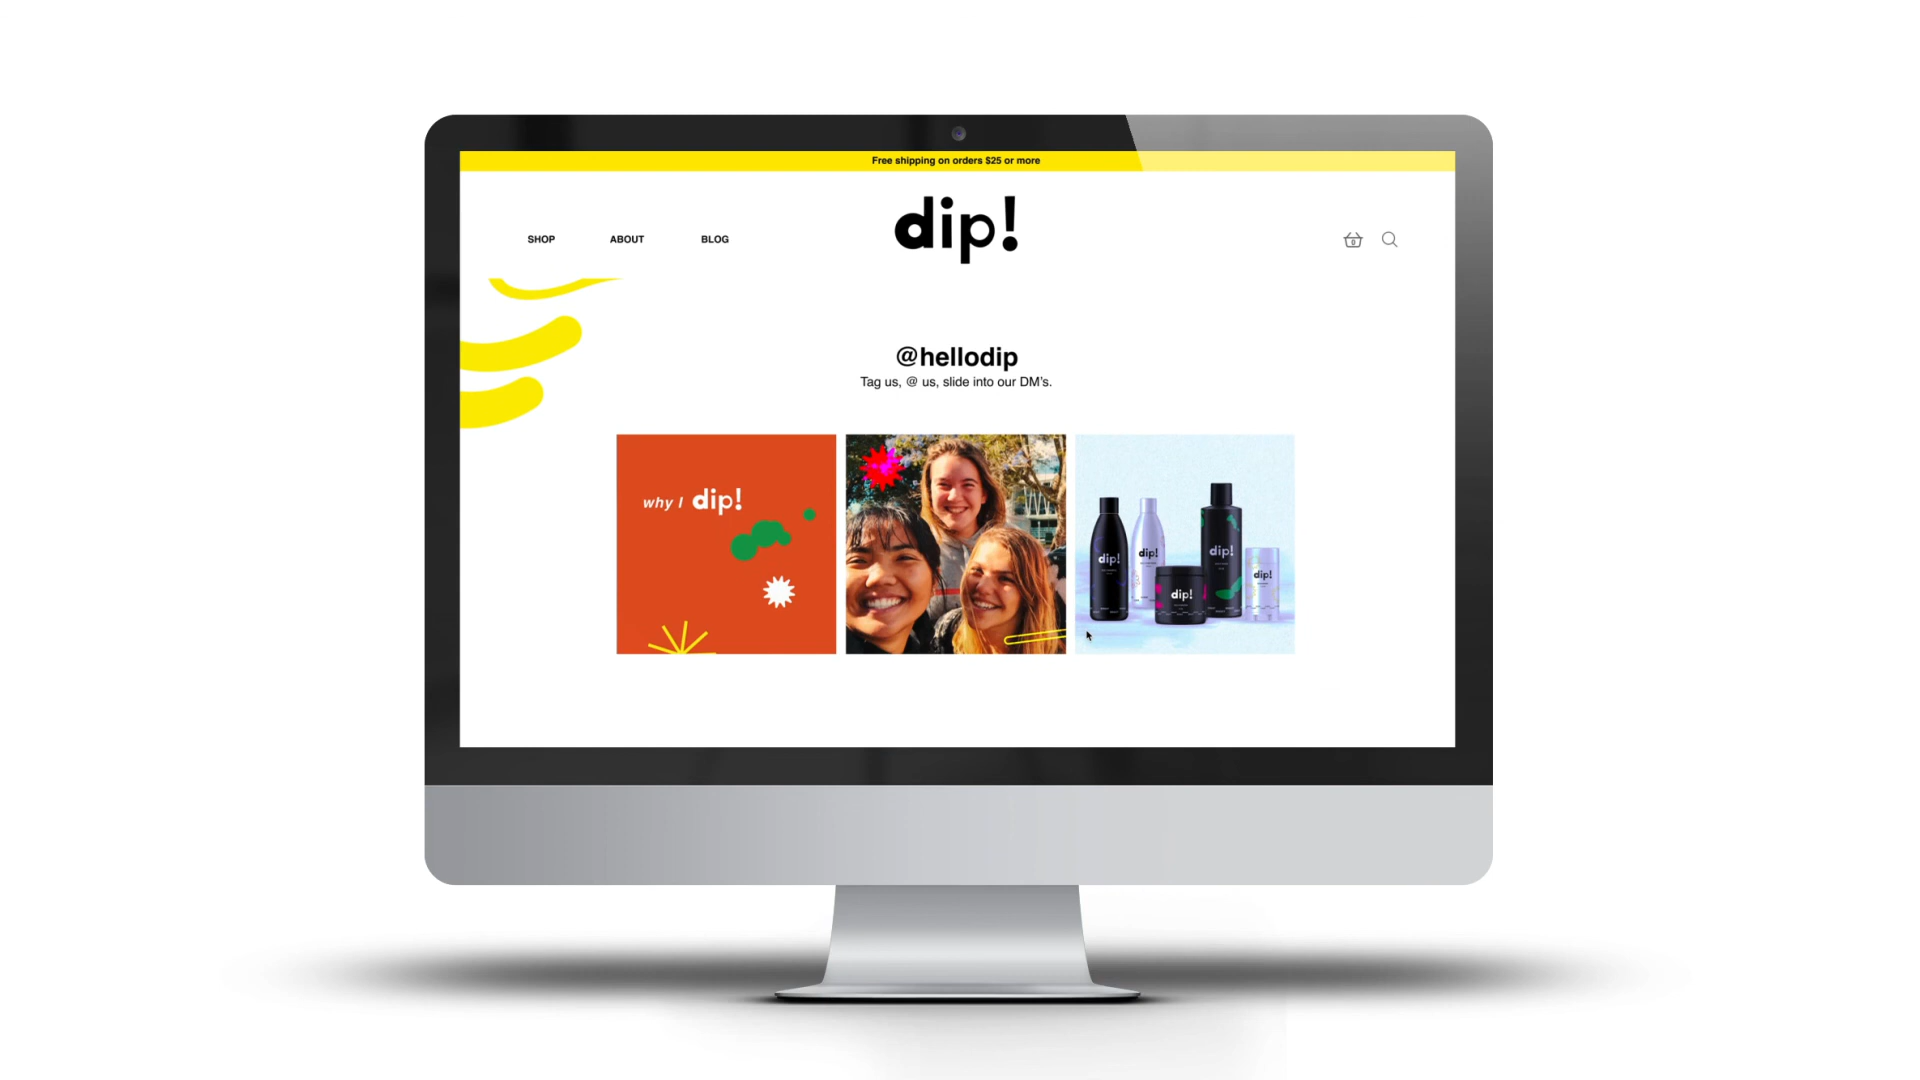 Free shipping on orders $25 or more
dip!
SHOP
ABOUT
BLOG
0
@hellodip
Tag us, @ us, slide into our DM's.
why I dip!
dip!
dip!
dip!
dip!
dip!